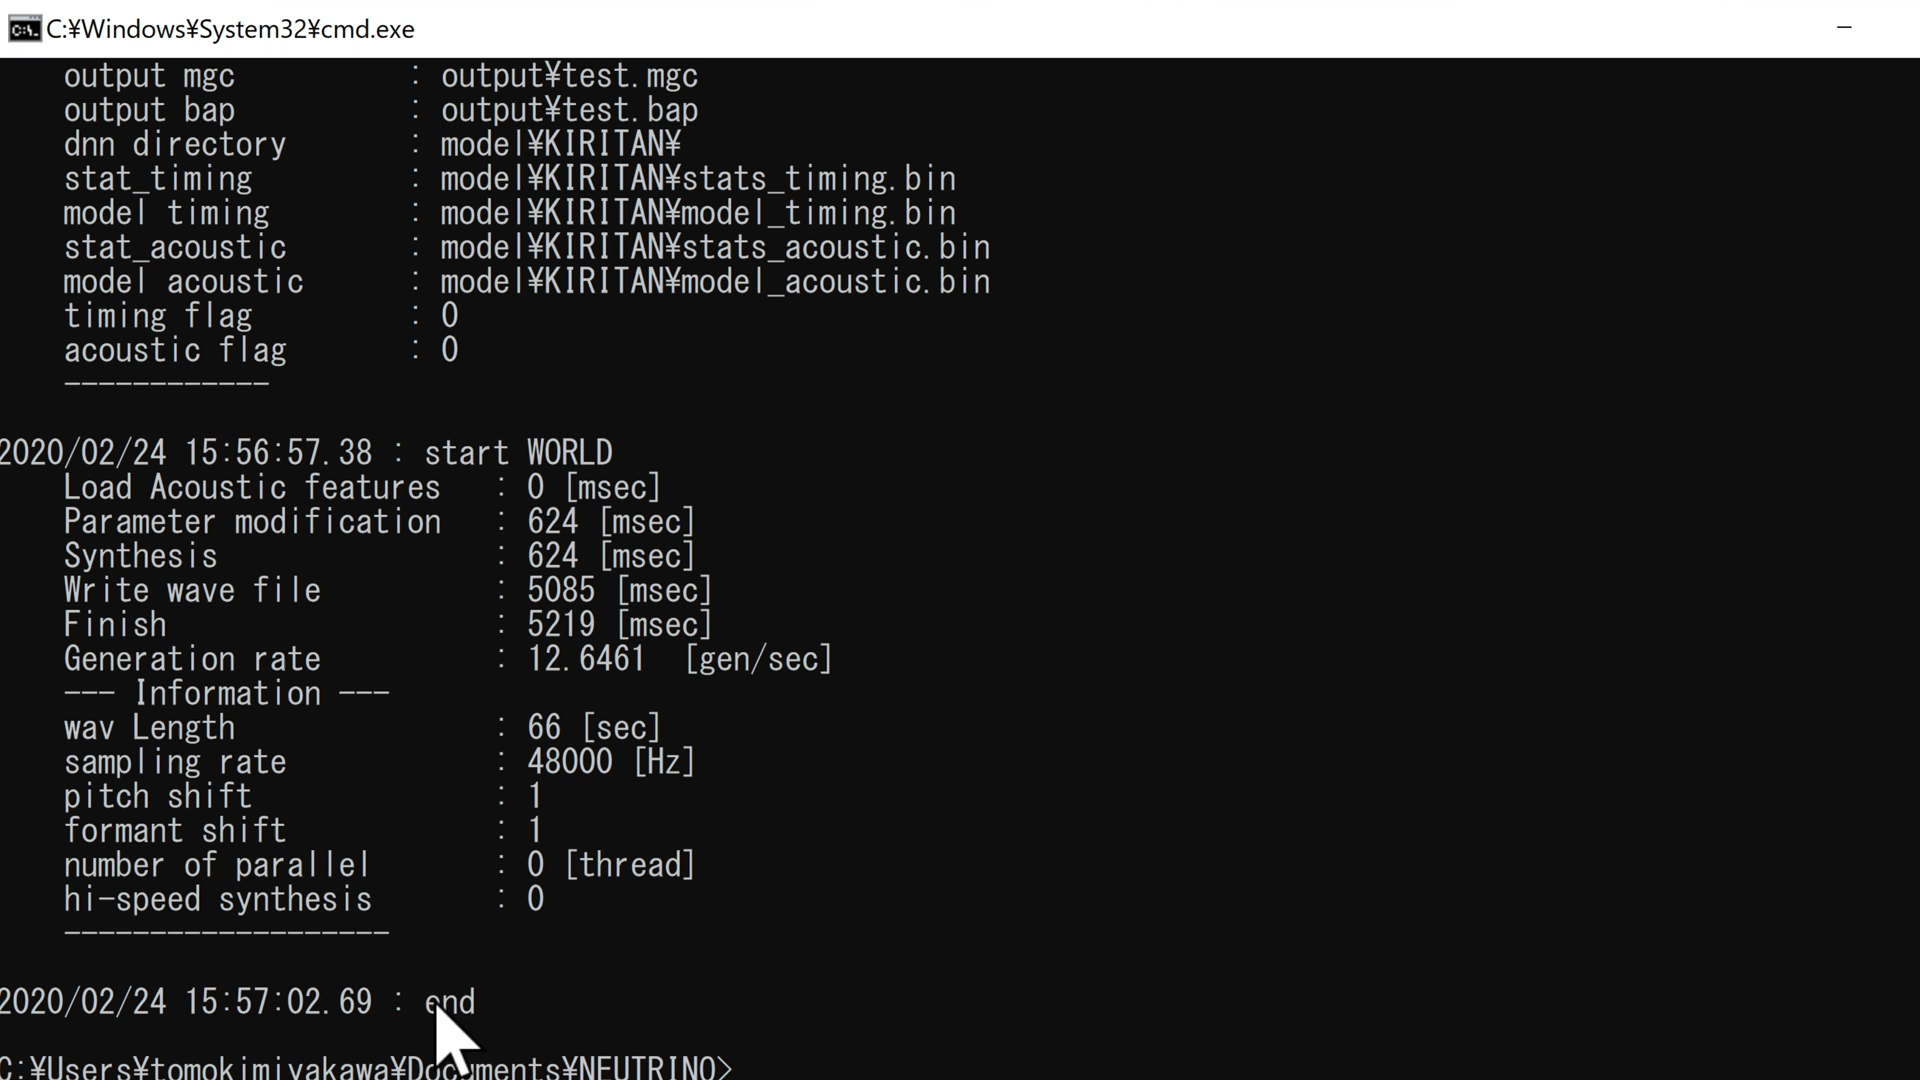 C:¥Windows¥System32¥cmd.exe
output mgc : output¥test.mgc
output bap : output¥test.bap
dnn directory : model¥KIRITAN¥
stat_timing : model¥KIRITAN¥stats_timing.bin
model timing : model¥KIRITAN¥model_timing.bin
stat_acoustic : model¥KIRITAN¥stats_acoustic.bin
model acoustic : model¥KIRITAN¥model_acoustic.bin
timing flag : 0
acoustic flag : 0
------------
2020/02/24 15:56:57.38 : start WORLD
Load Acoustic features : 0 [msec]
Parameter modification : 624 [msec]
Synthesis : 624 [msec]
Write wave file : 5085 [msec]
Finish : 5219 [msec]
Generation rate : 12.6461 [gen/sec]
--- Information ---
wav Length : 66 [sec]
sampling rate : 48000 [Hz]
pitch shift : 1
formant shift : 1
number of parallel : 0 [thread]
hi-speed synthesis : 0
-------------------
2020/02/24 15:57:02.69 : end
C:¥Users¥tomokimiyakawa¥Documents¥NEUTRINO>